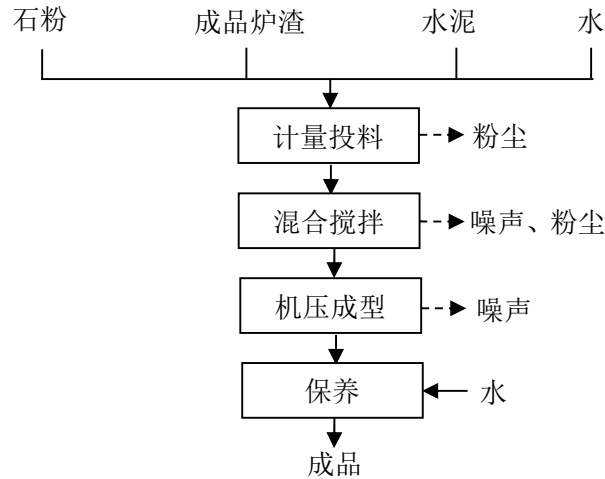 石粉 成品炉渣 水泥 水
计量投料 粉尘
混合搅拌 噪声、粉尘
机压成型 噪声
保养 水
成品